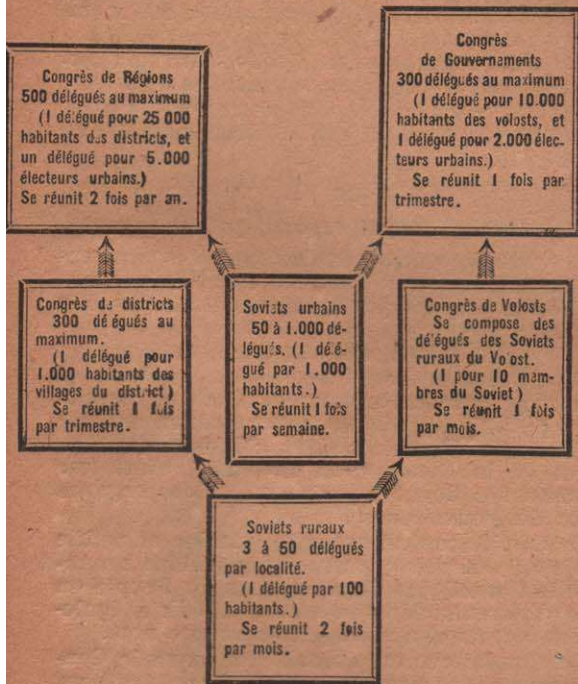 Congrès de Régions
500 délégués au maximum
(1 délégué pour 25 000
habitants des districts, et
un délégué pour 5.000
électeurs urbains.)
Se réunit 2 fois par an.
Congrès
de Gouvernements
300 délégués au maximum
(1 délégué pour 10.000
habitants des volosts, et
1 délégué pour 2.000 élec-
teurs urbains.)
Se réunit 1 fois par
trimestre.
Congrès de districts
300 délégués au
maximum.
(1 délégué pour
1.000 habitants des
villages du district)
Se réunit 1 fois
par trimestre.
Soviets urbains
50 à 1.000 dé-
légués. (1 délé-
gué par 1.000
habitants.)
Se réunit 1 fois
par semaine.
Congrès de Volosts
Se compose des
délégués des Soviets
ruraux du Volost.
(1 pour 10 mem-
bres du Soviet)
Se réunit 1 fois
par mois.
Soviets ruraux
3 à 50 délégués
par localité.
(1 délégué par 100
habitants.)
Se réunit 2 fois
par mois.